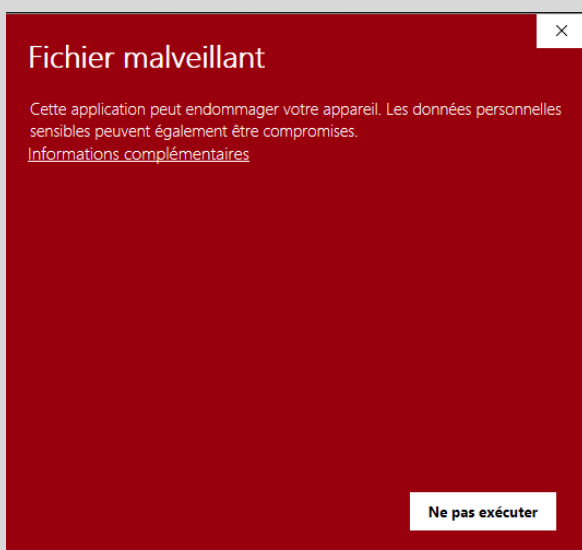 Fichier malveillant
Cette application peut endommager votre appareil. Les données personnelles
sensibles peuvent également être compromises.
Informations complémentaires
Ne pas exécuter